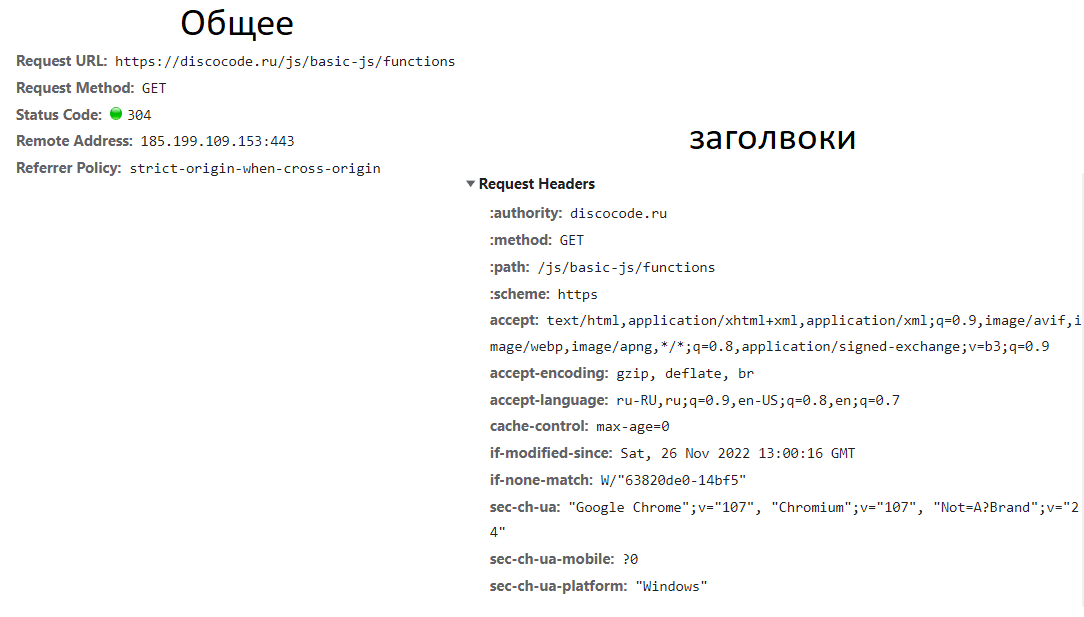 Общее
Request URL: https://discocode.ru/js/basic-js/functions
Request Method: GET
Status Code: 304
Remote Address: 185.199.109.153:443
Referrer Policy: strict-origin-when-cross-origin
заголвоки
Request Headers
:authority: discocode.ru
:method: GET
:path: /js/basic-js/functions
:scheme: https
accept: text/html,application/xhtml+xml,application/xml;q=0.9,image/avif,i
mage/webp,image/apng,*/*;q=0.8,application/signed-exchange;v=b3;q=0.9
accept-encoding: gzip, deflate, br
accept-language: ru-RU,ru;q=0.9,en-US;q=0.8,en;q=0.7
cache-control: max-age=0
if-modified-since: Sat, 26 Nov 2022 13:00:16 GMT
if-none-match: W/"63820de0-14bf5"
sec-ch-ua: "Google Chrome";v="107", "Chromium";v="107", "Not=A?Brand";v="2
4"
sec-ch-ua-mobile: ?0
sec-ch-ua-platform: "Windows"